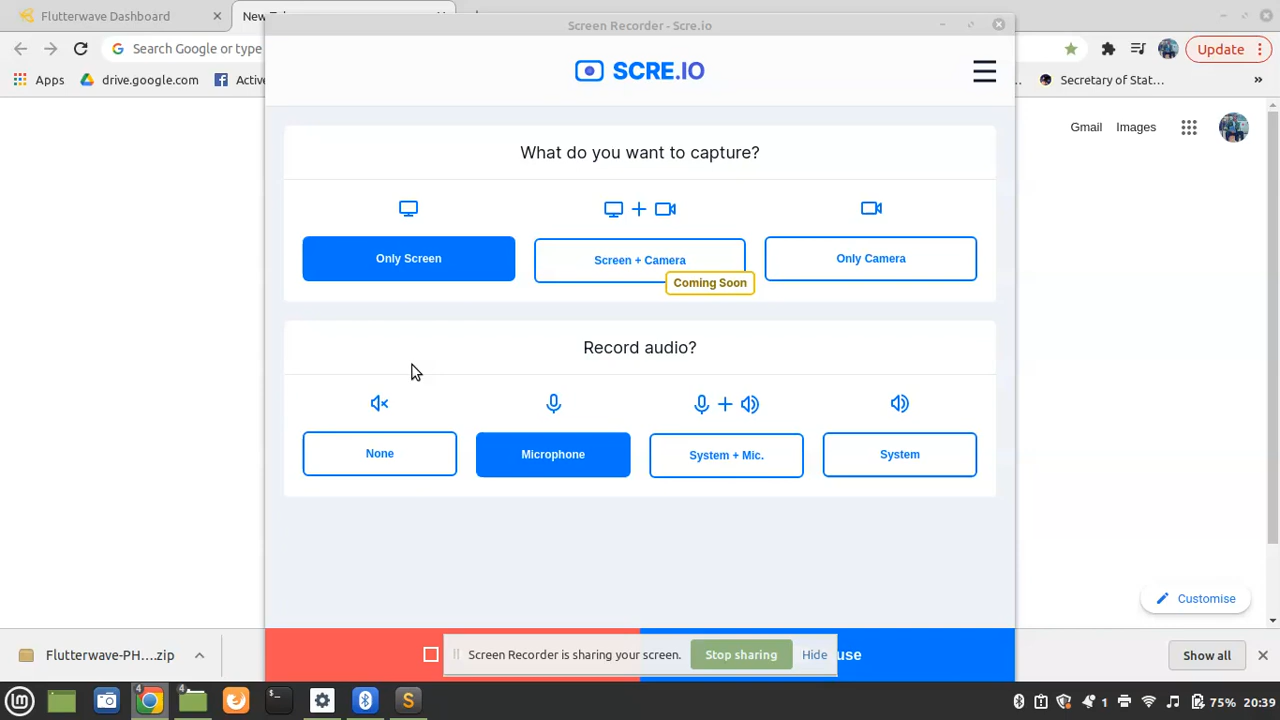 Flutterwave Dashboard
New
Screen Recorder - Scre.io
Search Google or type
Update
Apps
drive.google.com
Active
Secretary of Stat…
»
SCRE.IO
Gmail
Images
What do you want to capture?
Only Screen
Screen + Camera
Only Camera
Coming Soon
Record audio?
None
Microphone
System + Mic.
System
Customise
Flutterwave-PH....zip
Screen Recorder is sharing your screen.
Stop sharing
Hide
use
Show all
1
75%
20:39